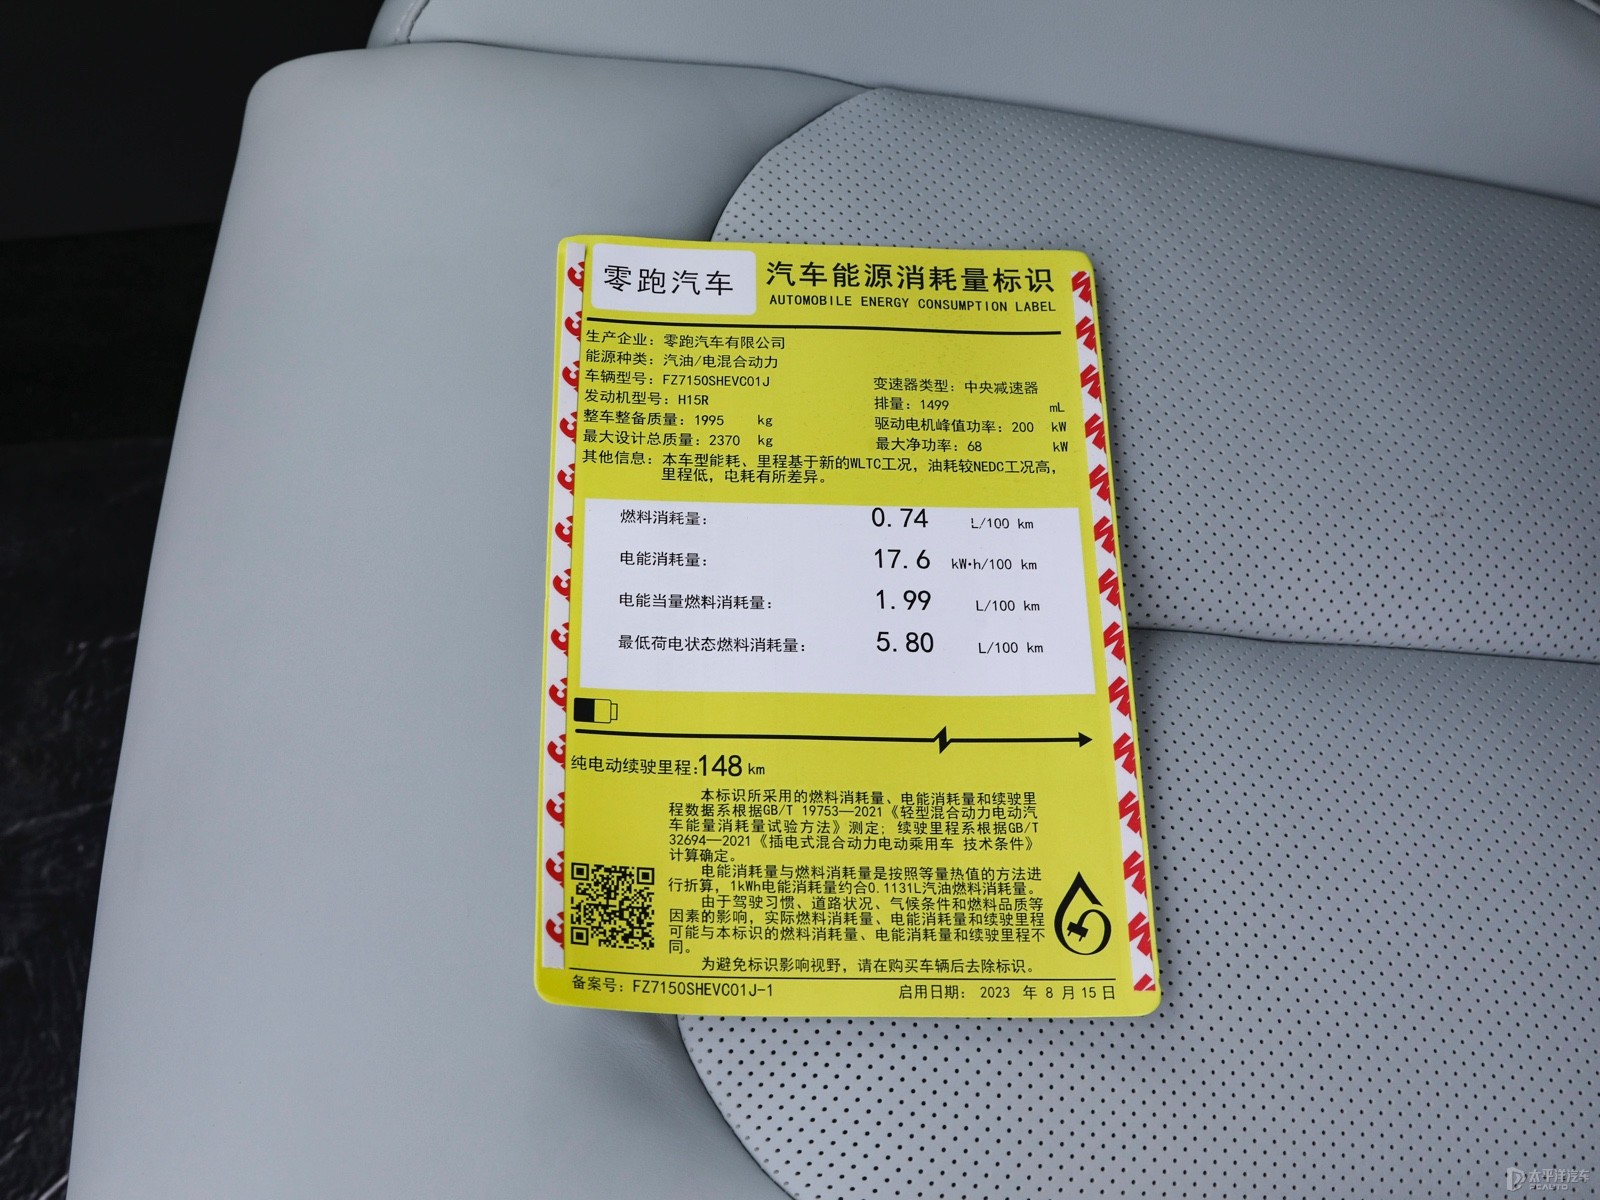 零跑汽车
汽车能源消耗量标识
AUTOMOBILE ENERGY CONSUMPTION LABEL
生产企业：零跑汽车有限公司
能源种类：汽油/电混合动力
车辆型号：FZ7150SHEVC01J
变速器类型：中央减速器
发动机型号：H15R
排量：1499 mL
整车整备质量：1995 kg
驱动电机峰值功率：200 kW
最大设计总质量：2370 kg
最大净功率：68 kW
其他信息：本车型能耗、里程基于新的WLTC工况，油耗较NEDC工况高，
里程低，电耗有所差异。
燃料消耗量： 0.74 L/100 km
电能消耗量： 17.6 kW·h/100 km
电能当量燃料消耗量： 1.99 L/100 km
最低荷电状态燃料消耗量： 5.80 L/100 km
纯电动续驶里程:148 km
本标识所采用的燃料消耗量、电能消耗量和续驶里
程数据系根据GB/T 19753—2021《轻型混合动力电动汽
车能量消耗量试验方法》测定；续驶里程系根据GB/T
32694—2021《插电式混合动力电动乘用车 技术条件》
计算确定。
电能消耗量与燃料消耗量是按照等量热值的方法进
行折算，1kWh电能消耗量约合0.1131L汽油燃料消耗量。
由于驾驶习惯、道路状况、气候条件和燃料品质等
因素的影响，实际燃料消耗量、电能消耗量和续驶里程
可能与本标识的燃料消耗量、电能消耗量和续驶里程不
同。
为避免标识影响视野，请在购买车辆后去除标识。
备案号：FZ7150SHEVC01J-1
启用日期： 2023 年 8 月 15 日
太平洋汽车
PCAUTO